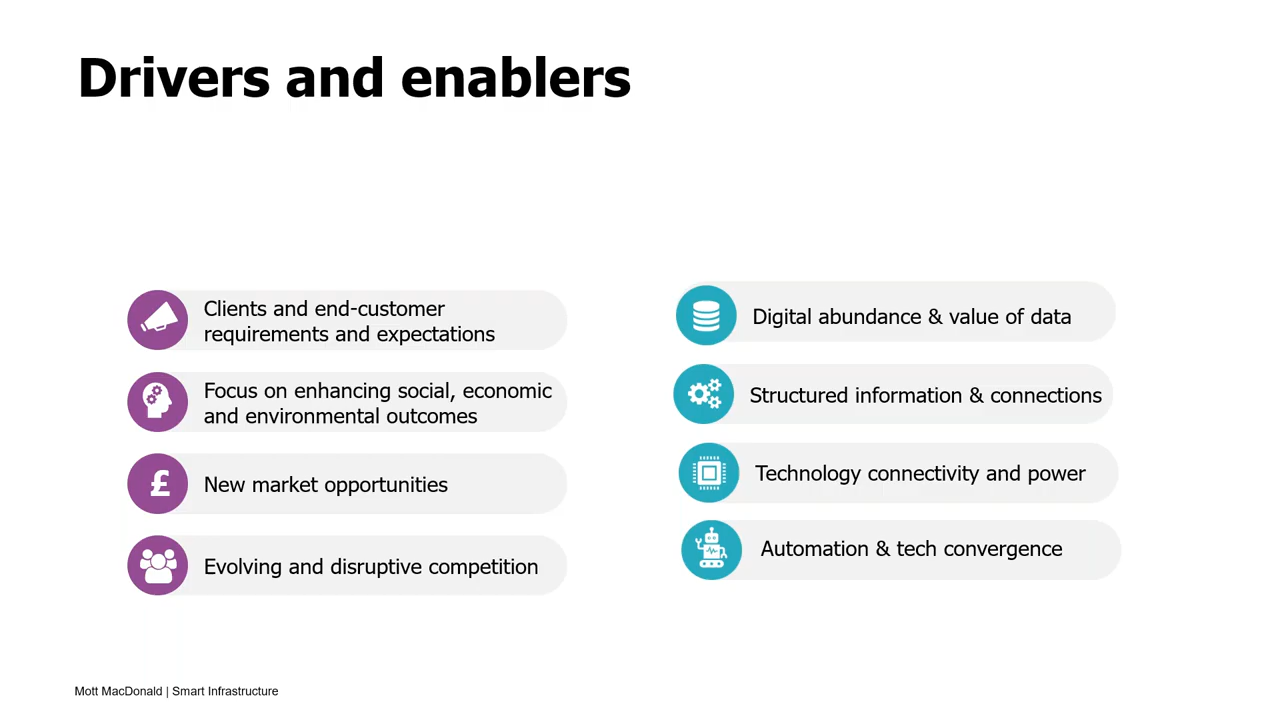 Drivers and enablers
Clients and end-customer
requirements and expectations
Focus on enhancing social, economic
and environmental outcomes
£
New market opportunities
Evolving and disruptive competition
Digital abundance & value of data
Structured information & connections
Technology connectivity and power
Automation & tech convergence
Mott MacDonald | Smart Infrastructure